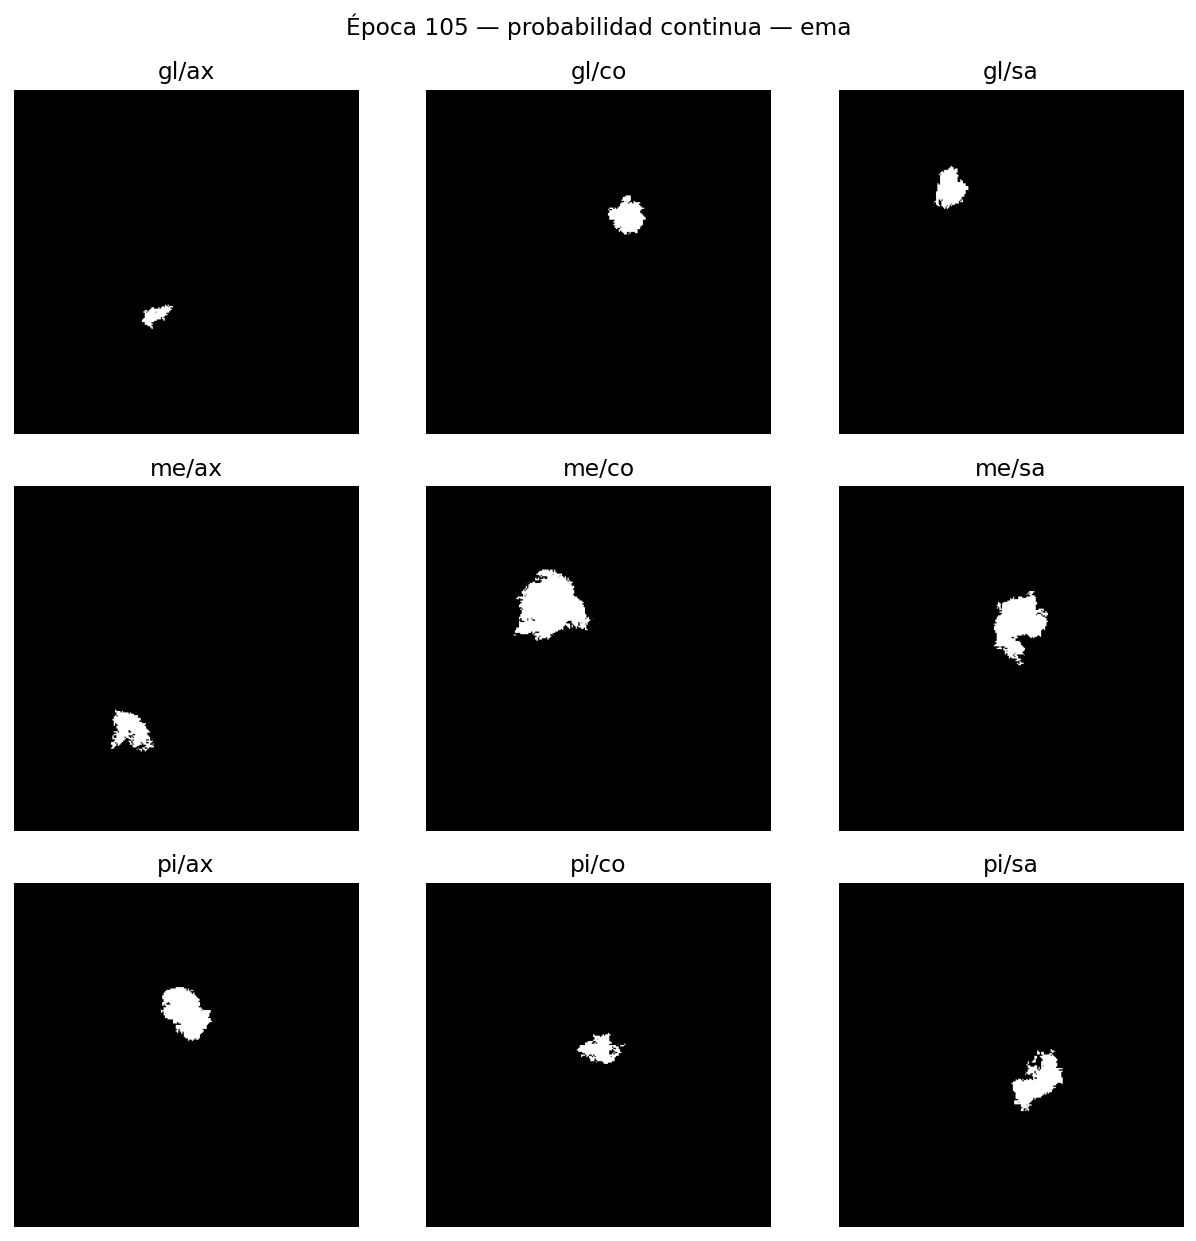 Época 105 — probabilidad continua — ema
gl/ax
gl/co
gl/sa
me/ax
me/co
me/sa
pi/ax
pi/co
pi/sa